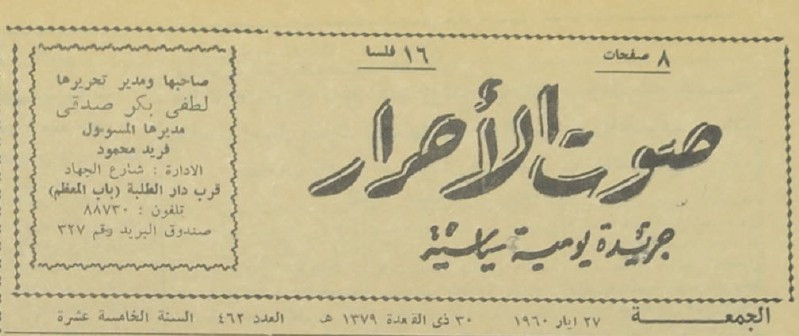 ٨ صفحات
١٦ فلسا
صوت الأحرار
جريدة يومية سياسية
صاحبها ومدير تحريرها
لطفي بكر صدقي
مديرها المسوءول
فريد محمود
الادارة : شارع الجهاد
قرب دار الطلبة (باب المعظم)
تلفون : ٨٨٧٣٠
صندوق البريد رقم ٣٢٧
الجمعـــة ٢٧ ايار ١٩٦٠ ٣٠ ذي القعدة ١٣٧٩ هـ العدد ٤٦٢ السنة الخامسة عشرة